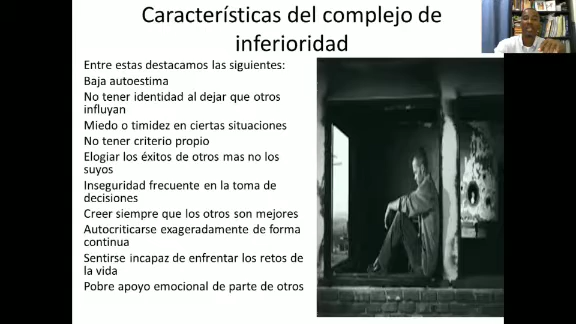 Características del complejo de
inferioridad
Entre estas destacamos las siguientes:
Baja autoestima
No tener identidad al dejar que otros
influyan
Miedo o timidez en ciertas situaciones
No tener criterio propio
Elogiar los éxitos de otros mas no los
suyos
Inseguridad frecuente en la toma de
decisiones
Creer siempre que los otros son mejores
Autocriticarse exageradamente de forma
continua
Sentirse incapaz de enfrentar los retos de
la vida
Pobre apoyo emocional de parte de otros